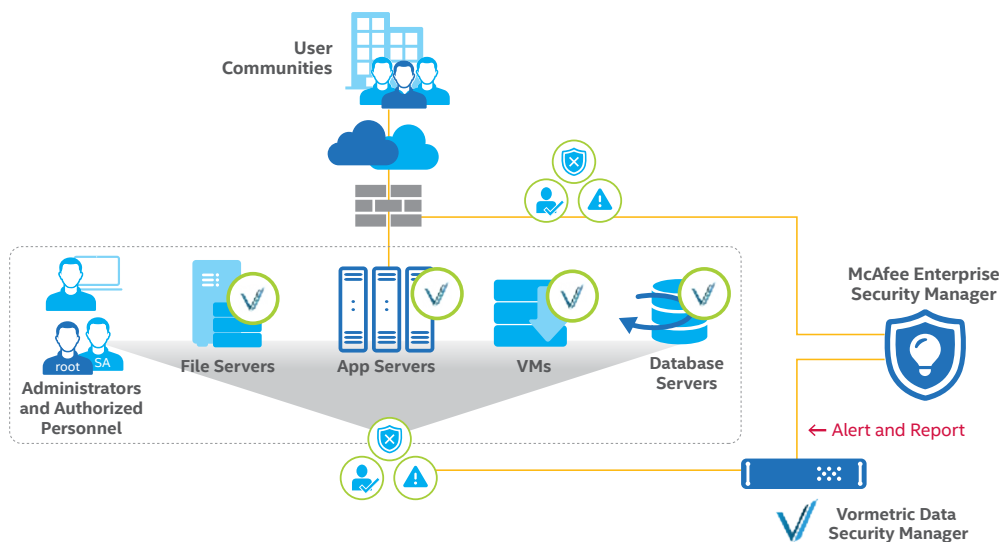 User
Communities
McAfee Enterprise
Security Manager
root
SA
File Servers
App Servers
VMs
Database
Servers
Administrators
and Authorized
Personnel
← Alert and Report
Vormetric Data
Security Manager